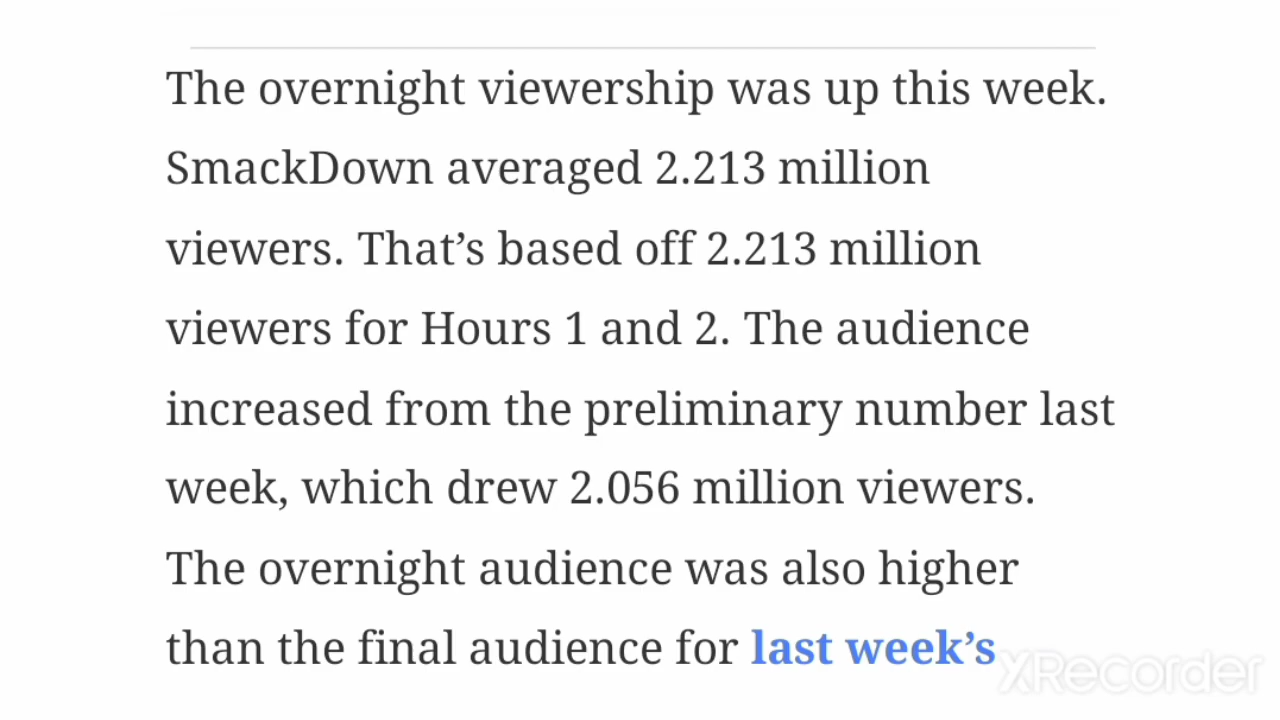 The overnight viewership was up this week.
SmackDown averaged 2.213 million
viewers. That’s based off 2.213 million
viewers for Hours 1 and 2. The audience
increased from the preliminary number last
week, which drew 2.056 million viewers.
The overnight audience was also higher
than the final audience for last week’s
XRecorder